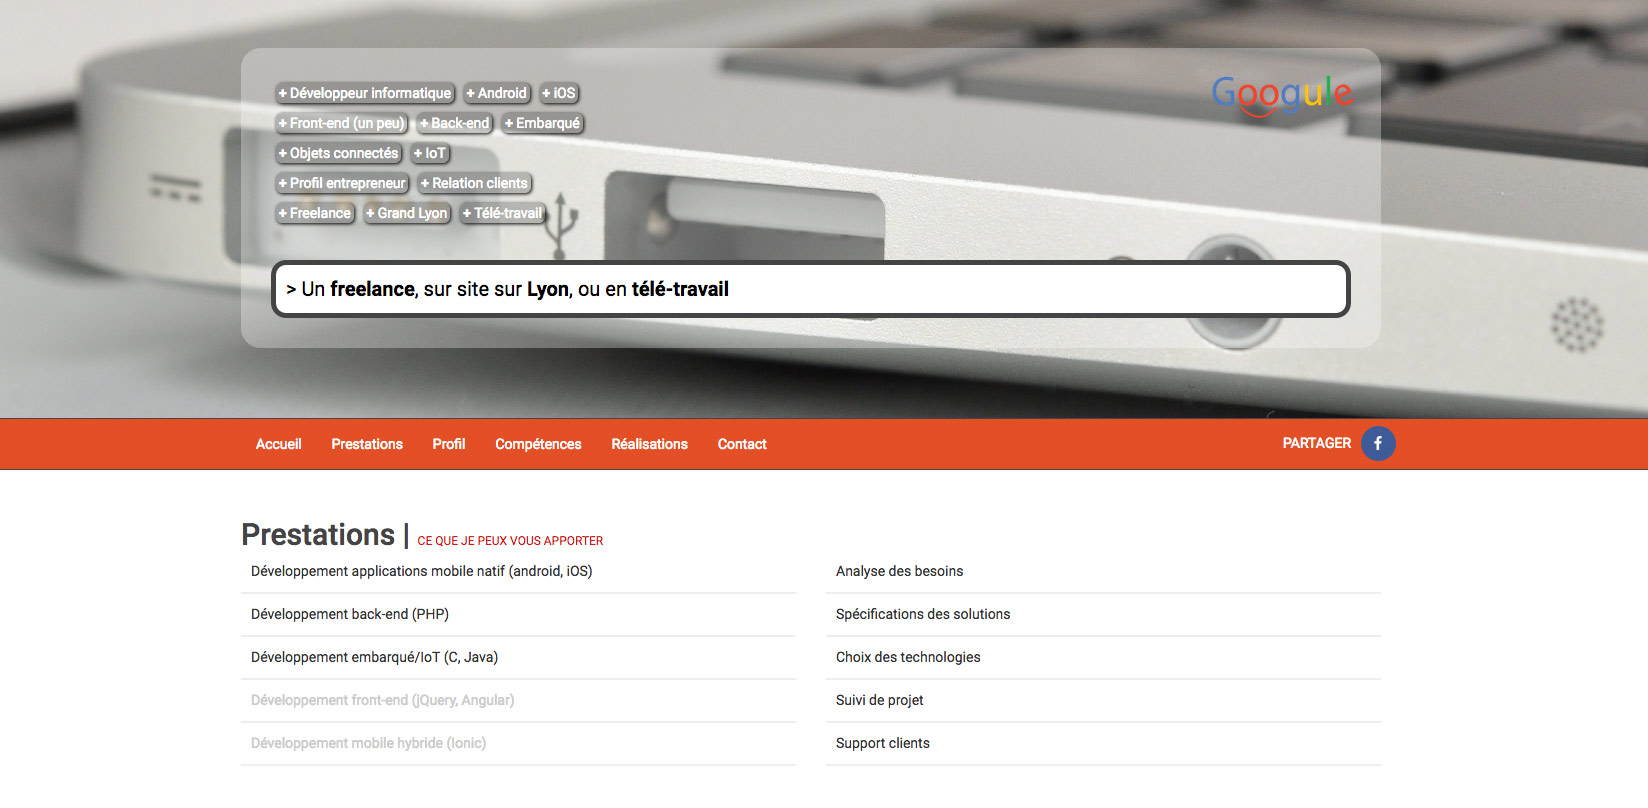 + Développeur informatique + Android + iOS
Googule
+ Front-end (un peu) + Back-end + Embarqué
+ Objets connectés + IoT
+ Profil entrepreneur + Relation clients
+ Freelance + Grand Lyon + Télé-travail
> Un freelance, sur site sur Lyon, ou en télé-travail
Accueil Prestations Profil Compétences Réalisations Contact PARTAGER f
Prestations | CE QUE JE PEUX VOUS APPORTER
Développement applications mobile natif (android, iOS)
Développement back-end (PHP)
Développement embarqué/IoT (C, Java)
Développement front-end (jQuery, Angular)
Développement mobile hybride (Ionic)
Analyse des besoins
Spécifications des solutions
Choix des technologies
Suivi de projet
Support clients